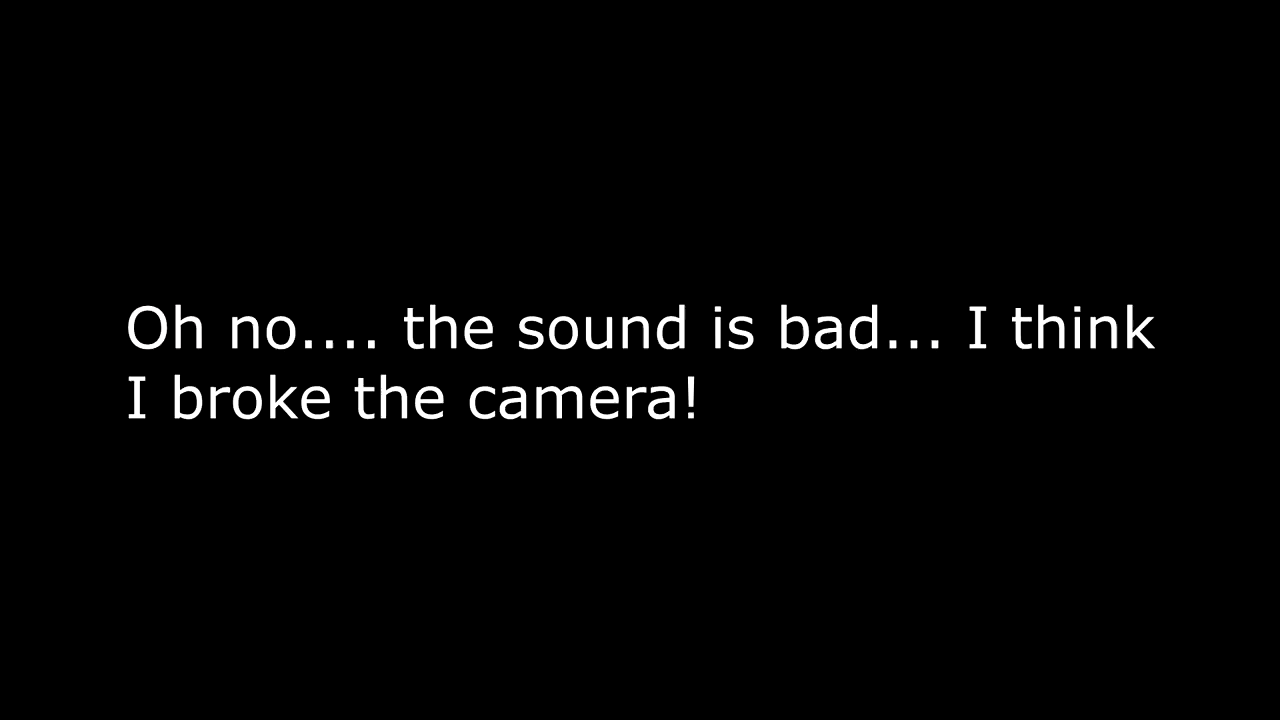 Oh no.... the sound is bad... I think
I broke the camera!